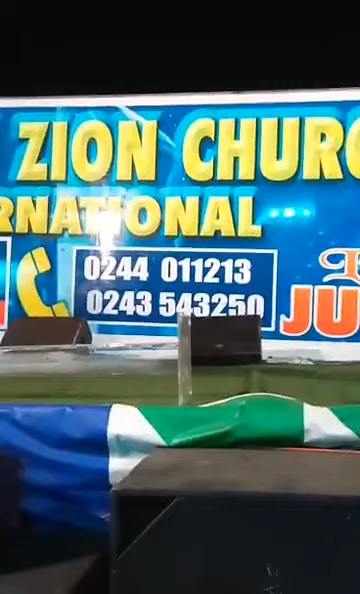 ZION CHURC
RNATIONAL
0244 011213
0243 543250
JU